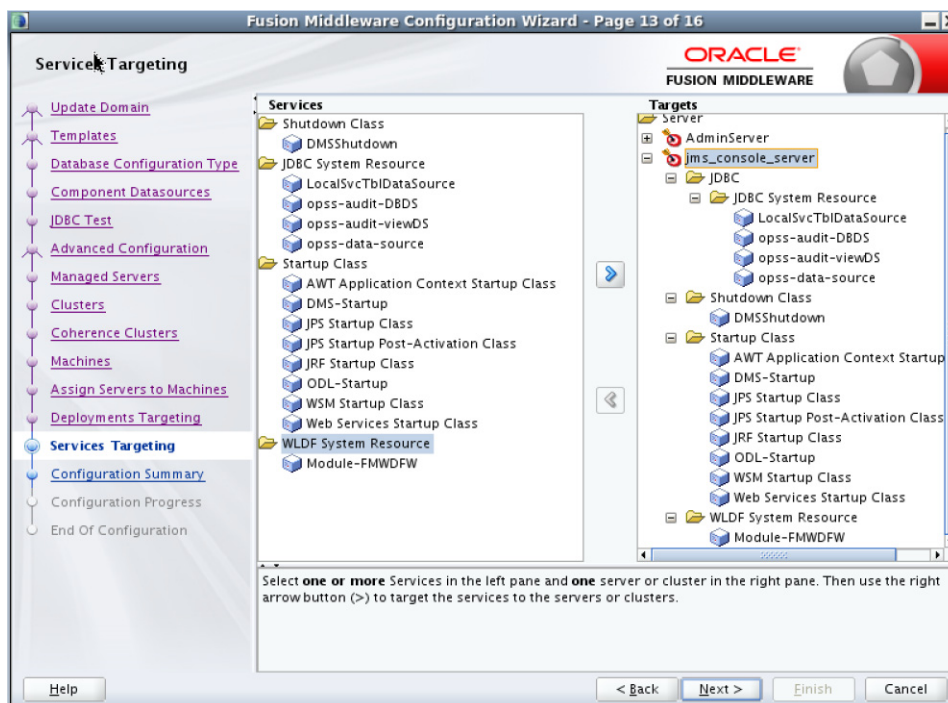 Fusion Middleware Configuration Wizard - Page 13 of 16
Services Targeting
ORACLE
FUSION MIDDLEWARE
Update Domain
Templates
Database Configuration Type
Component Datasources
JDBC Test
Advanced Configuration
Managed Servers
Clusters
Coherence Clusters
Machines
Assign Servers to Machines
Deployments Targeting
Services Targeting
Configuration Summary
Configuration Progress
End Of Configuration
Services
Shutdown Class
DMSShutdown
JDBC System Resource
LocalSvcTblDataSource
opss-audit-DBDS
opss-audit-viewDS
opss-data-source
Startup Class
AWT Application Context Startup Class
DMS-Startup
JPS Startup Class
JPS Startup Post-Activation Class
JRF Startup Class
ODL-Startup
WSM Startup Class
Web Services Startup Class
WLDF System Resource
Module-FMWDFW
Targets
Server
AdminServer
jms_console_server
JDBC
JDBC System Resource
LocalSvcTblDataSource
opss-audit-DBDS
opss-audit-viewDS
opss-data-source
Shutdown Class
DMSShutdown
Startup Class
AWT Application Context Startup
DMS-Startup
JPS Startup Class
JPS Startup Post-Activation Class
JRF Startup Class
ODL-Startup
WSM Startup Class
Web Services Startup Class
WLDF System Resource
Module-FMWDFW
Select one or more Services in the left pane and one server or cluster in the right pane. Then use the right
arrow button (>) to target the services to the servers or clusters.
Help
< Back
Next >
Finish
Cancel